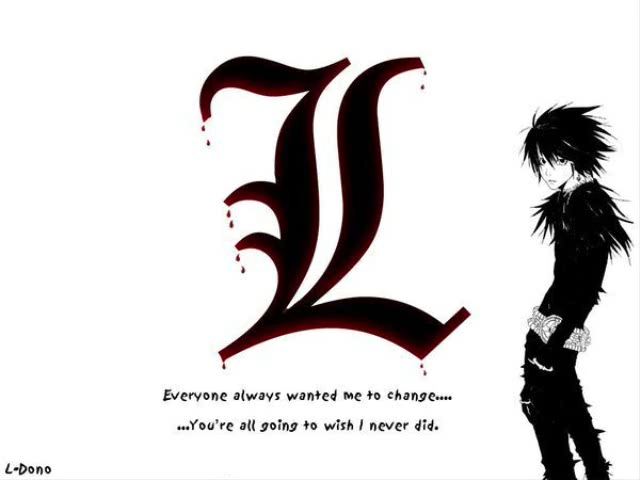 L
Everyone always wanted me to change....
...You're all going to wish I never did.
L-Dono